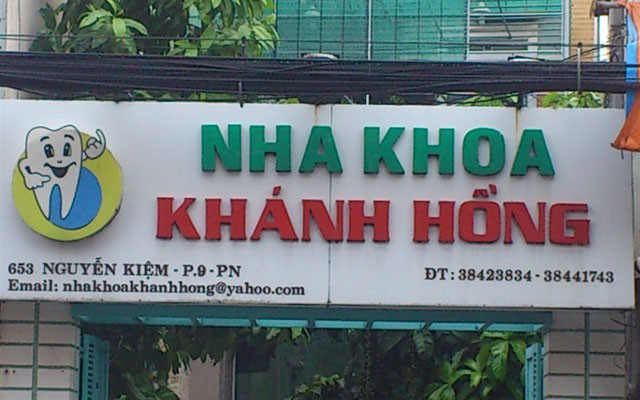 NHA KHOA
KHÁNH HỒNG
653 NGUYỄN KIỆM - P.9 - PN
ĐT: 38423834 - 38441743
Email: nhakhoakhanhhong@yahoo.com